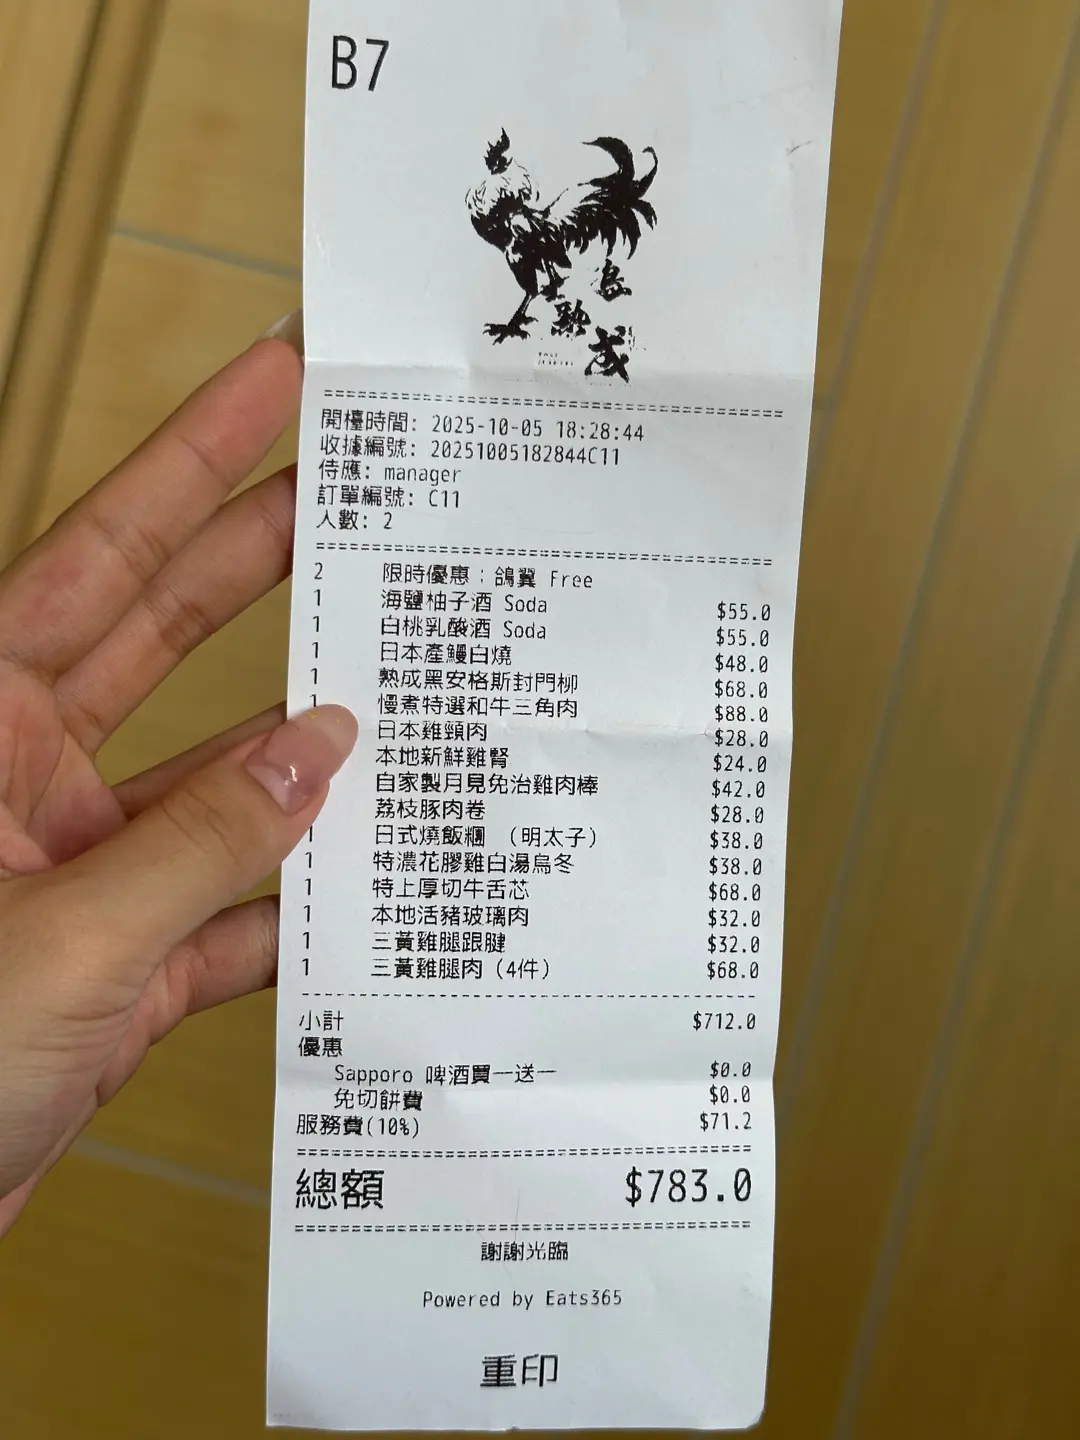 B7
鳥
熟
成
開檯時間: 2025-10-05 18:28:44
收據編號: 20251005182844C11
侍應: manager
訂單編號: C11
人數: 2
2 限時優惠：鴿翼 Free
1 海鹽柚子酒 Soda $55.0
1 白桃乳酸酒 Soda $55.0
1 日本產鰻白燒 $48.0
1 熟成黑安格斯封門柳 $68.0
1 慢煮特選和牛三角肉 $88.0
日本雞頸肉 $28.0
本地新鮮雞腎 $24.0
自家製月見免治雞肉棒 $42.0
荔枝豚肉卷 $28.0
1 日式燒飯糰 （明太子） $38.0
1 特濃花膠雞白湯烏冬 $38.0
1 特上厚切牛舌芯 $68.0
1 本地活豬玻璃肉 $32.0
1 三黃雞腿跟腱 $32.0
1 三黃雞腿肉（4件） $68.0
小計 $712.0
優惠
Sapporo 啤酒買一送一 $0.0
免切餅費 $0.0
服務費(10%) $71.2
總額 $783.0
謝謝光臨
Powered by Eats365
重印